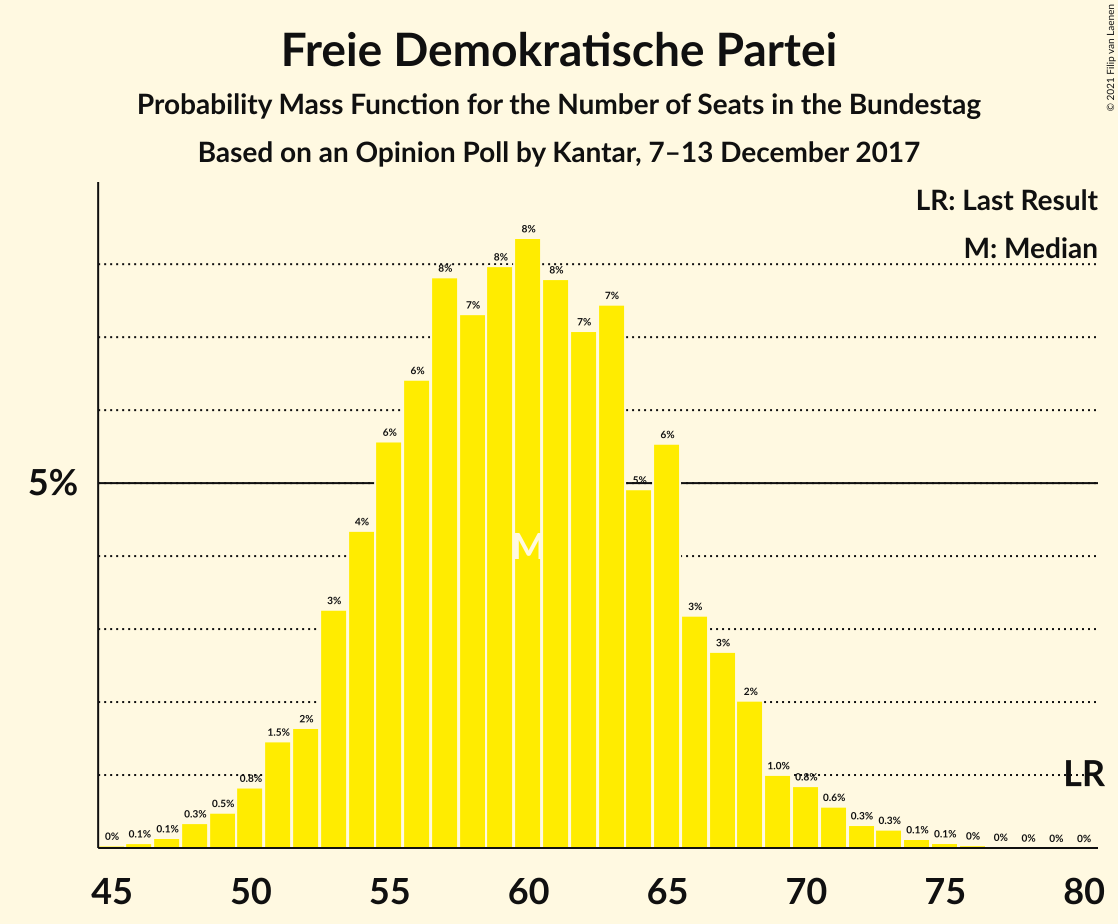 © 2021 Filip van Laenen
Freie Demokratische Partei
Probability Mass Function for the Number of Seats in the Bundestag
Based on an Opinion Poll by Kantar, 7–13 December 2017
LR: Last Result
M: Median
5%
0% 0.1% 0.1% 0.3% 0.5% 0.8% 1.5% 2% 3% 4% 6% 6% 8% 7% 8% 8% 8% 7% 7% 5% 6% 3% 3% 2% 1.0% 0.8% 0.6% 0.3% 0.3% 0.1% 0.1% 0% 0% 0% 0% 0%
M
LR
45 50 55 60 65 70 75 80